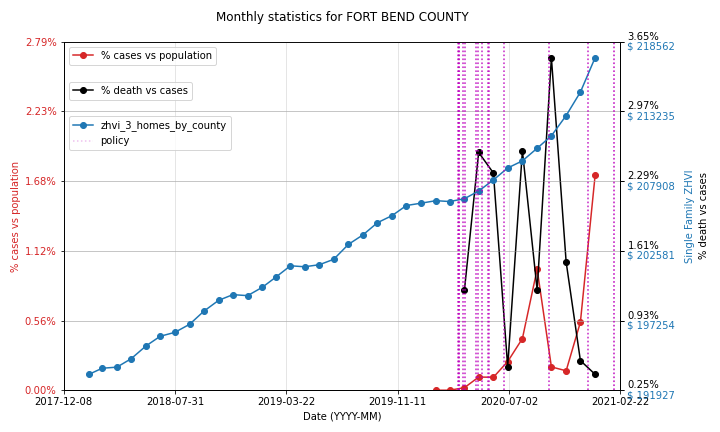 Monthly statistics for FORT BEND COUNTY
2.79%
2.23%
1.68%
1.12%
0.56%
0.00%
% cases vs population
% cases vs population
% death vs cases
zhvi_3_homes_by_county
policy
3.65%
$ 218562
2.97%
$ 213235
2.29%
$ 207908
1.61%
$ 202581
0.93%
$ 197254
0.25%
$ 191927
Single Family ZHVI
% death vs cases
2017-12-08
2018-07-31
2019-03-22
2019-11-11
2020-07-02
2021-02-22
Date (YYYY-MM)